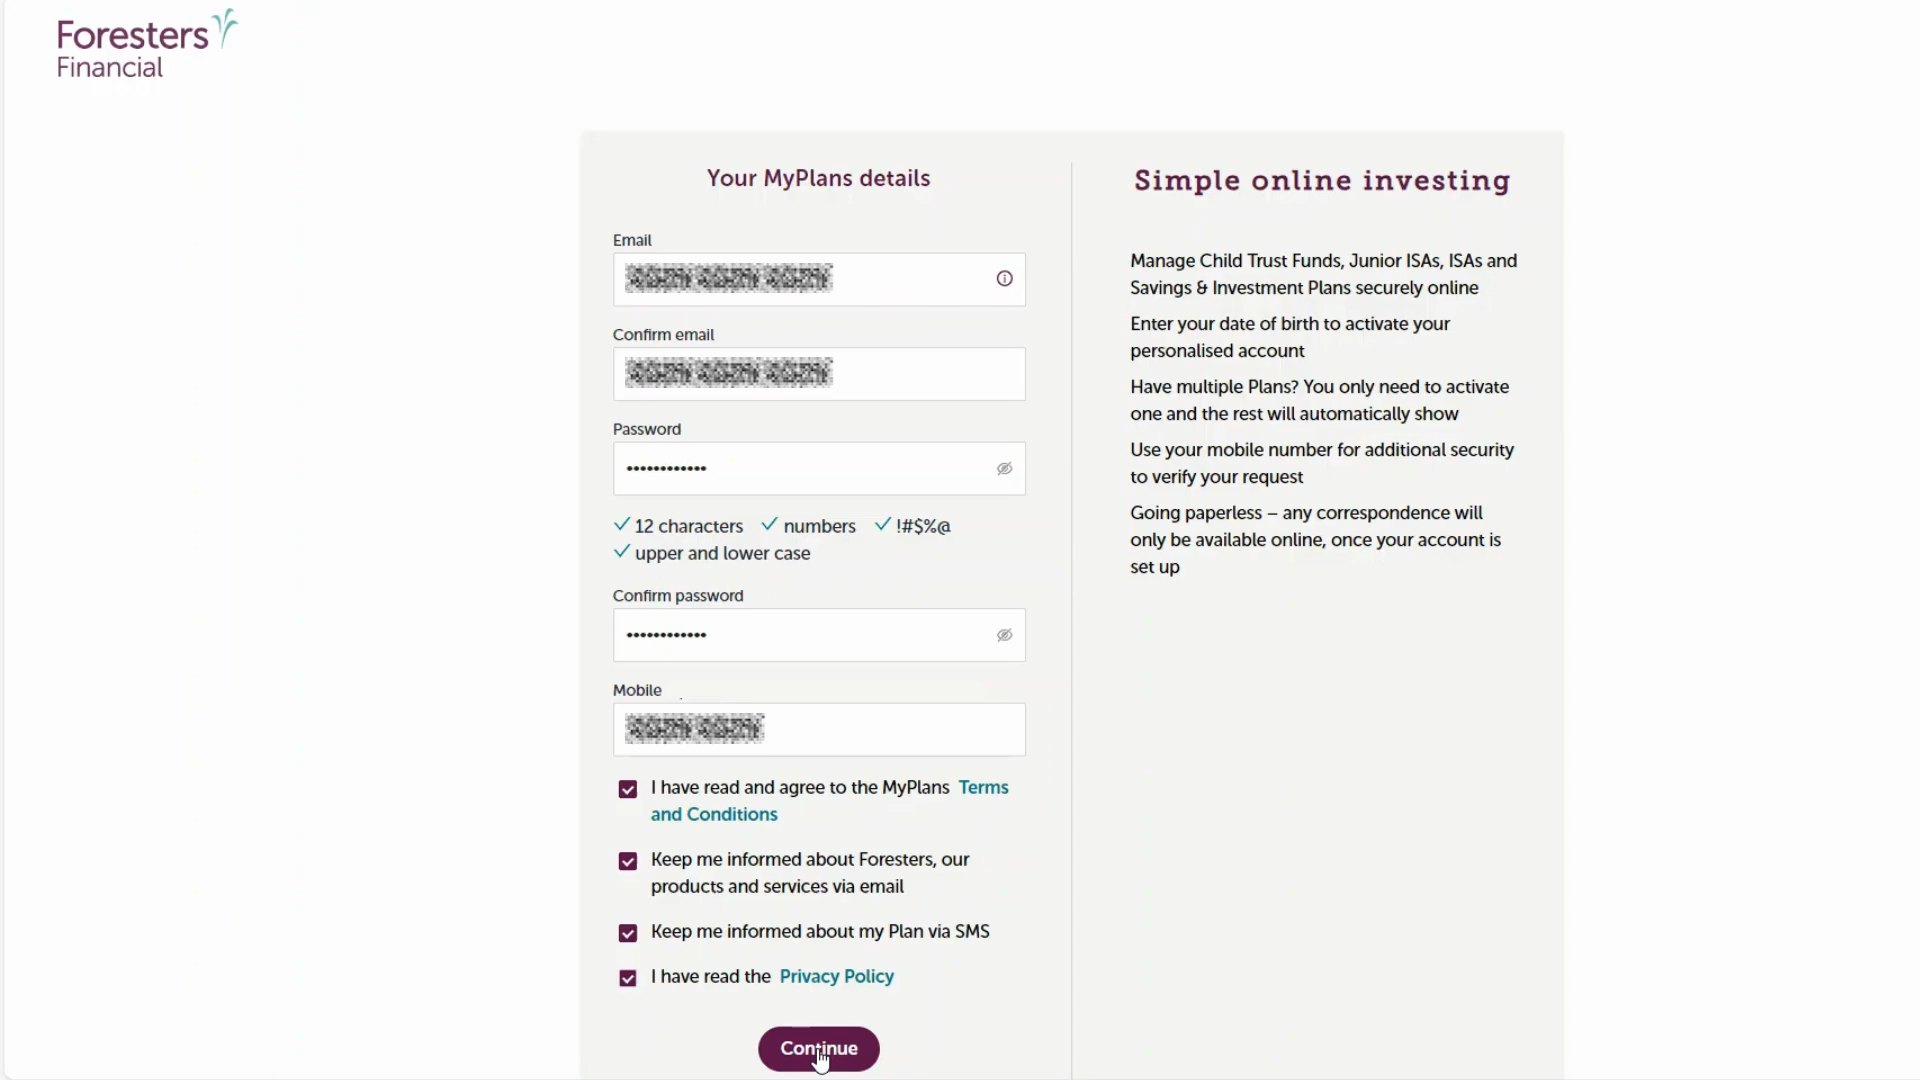 Foresters
Financial
Your MyPlans details
Email
Confirm email
Password
••••••••••••
12 characters numbers !#$%@
upper and lower case
Confirm password
••••••••••••
Mobile
I have read and agree to the MyPlans Terms
and Conditions
Keep me informed about Foresters, our
products and services via email
Keep me informed about my Plan via SMS
I have read the Privacy Policy
Continue
Simple online investing
Manage Child Trust Funds, Junior ISAs, ISAs and
Savings & Investment Plans securely online
Enter your date of birth to activate your
personalised account
Have multiple Plans? You only need to activate
one and the rest will automatically show
Use your mobile number for additional security
to verify your request
Going paperless – any correspondence will
only be available online, once your account is
set up